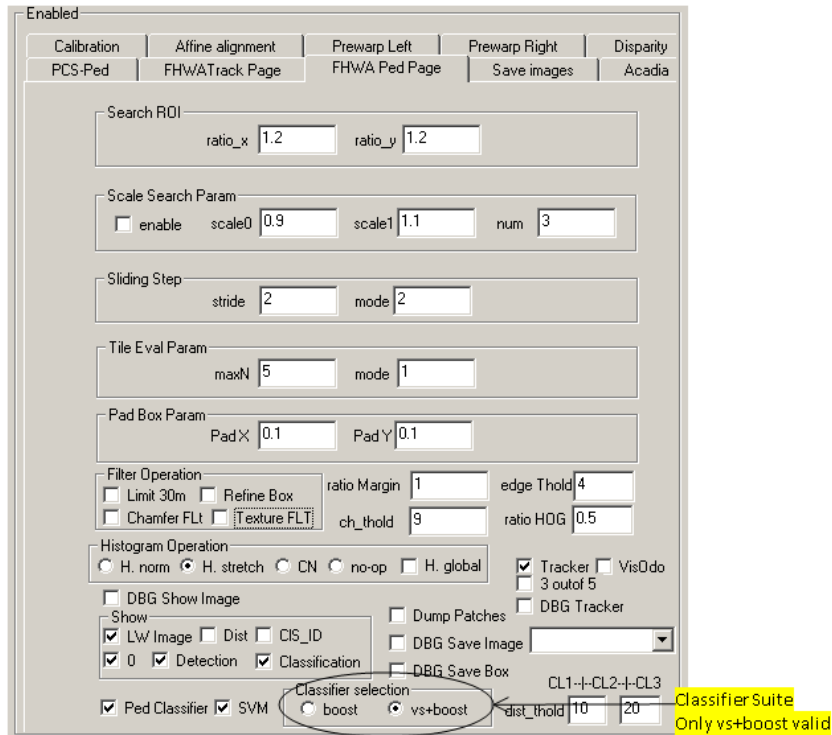 Enabled
Calibration Affine alignment Prewarp Left Prewarp Right Disparity
PCS-Ped FHWATrack Page FHWA Ped Page Save images Acadia
Search ROI
ratio_x 1.2 ratio_y 1.2
Scale Search Param
enable scale0 0.9 scale1 1.1 num 3
Sliding Step
stride 2 mode 2
Tile Eval Param
maxN 5 mode 1
Pad Box Param
Pad X 0.1 Pad Y 0.1
Filter Operation
Limit 30m Refine Box
Chamfer FLt Texture FLT
ratio Margin 1 edge Thold 4
ch_thold 9 ratio HOG 0.5
Histogram Operation
H. norm H. stretch CN no-op H. global
Tracker VisOdo
3 outof 5
DBG Tracker
DBG Show Image
Show
LW Image Dist CIS_ID
0 Detection Classification
Dump Patches
DBG Save Image
DBG Save Box
Ped Classifier SVM
Classifier selection
boost vs+boost
CL1--|--CL2--|--CL3
dist_thold 10 20
Classifier Suite
Only vs+boost valid